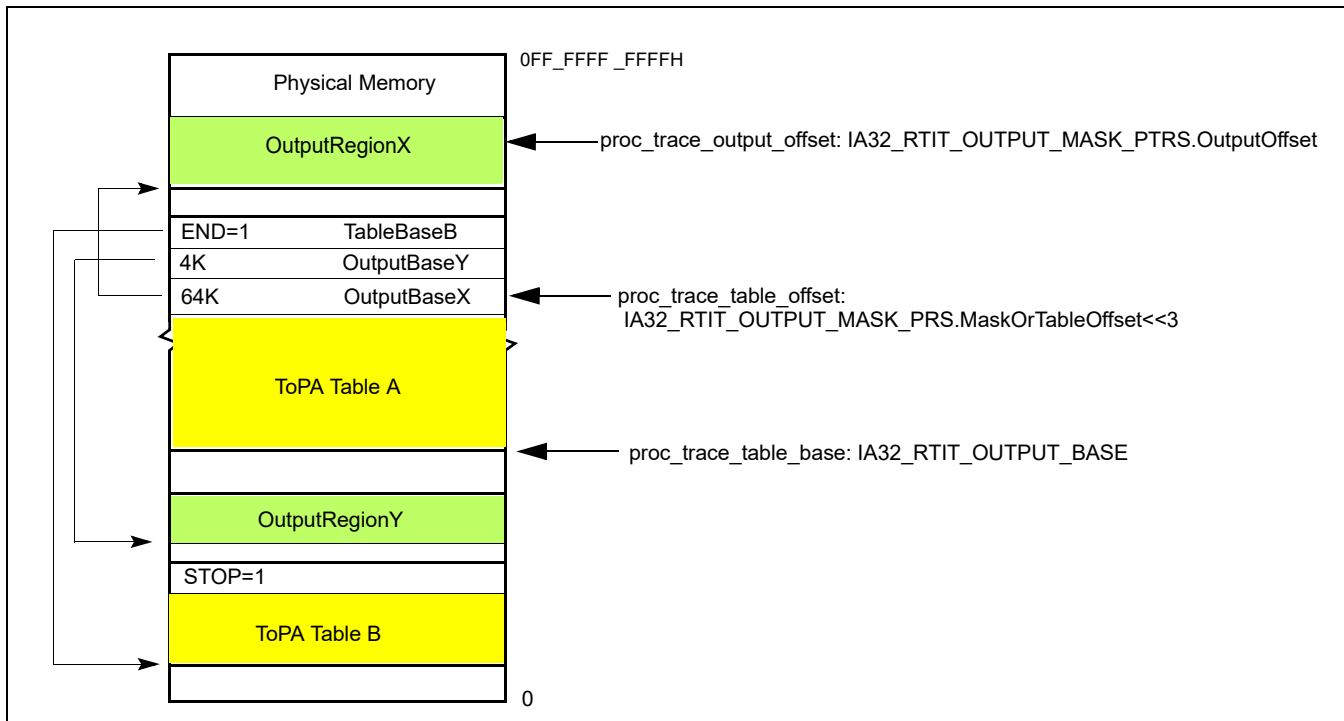 0FF_FFFF _FFFFH
Physical Memory
OutputRegionX
proc_trace_output_offset: IA32_RTIT_OUTPUT_MASK_PTRS.OutputOffset
END=1 TableBaseB
4K OutputBaseY
64K OutputBaseX
proc_trace_table_offset:
IA32_RTIT_OUTPUT_MASK_PRS.MaskOrTableOffset<<3
ToPA Table A
proc_trace_table_base: IA32_RTIT_OUTPUT_BASE
OutputRegionY
STOP=1
ToPA Table B
0